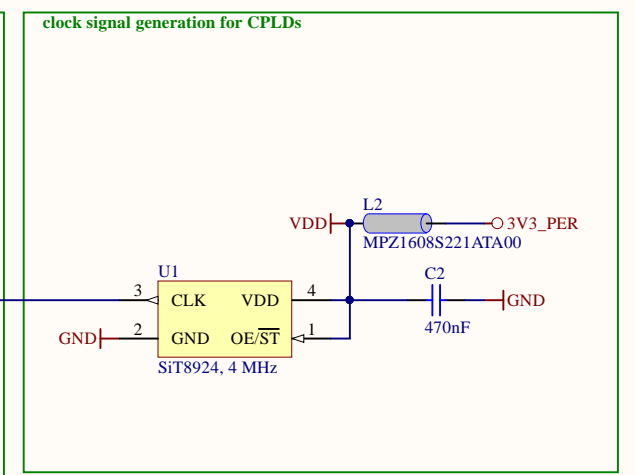 clock signal generation for CPLDs
L2
VDD
3V3_PER
MPZ1608S221ATA00
U1
C2
3
CLK
VDD
4
GND
470nF
GND
2
GND
OE/ST
1
SiT8924, 4 MHz